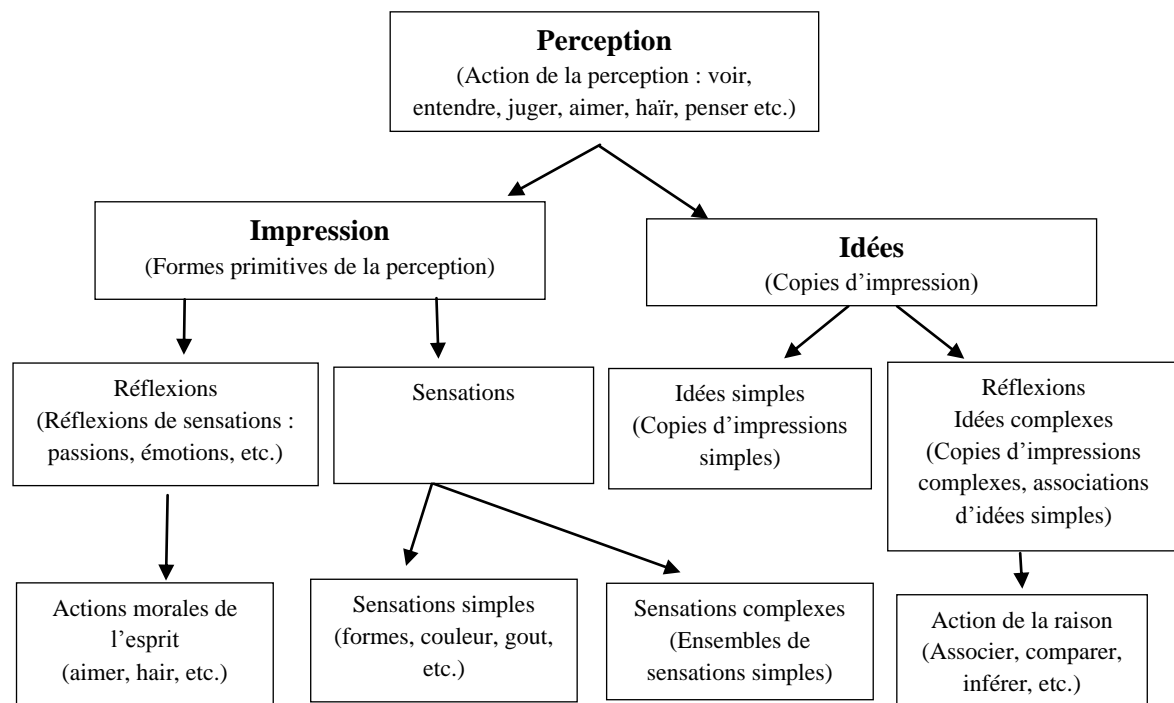 Perception
(Action de la perception : voir,
entendre, juger, aimer, haïr, penser etc.)
Impression
(Formes primitives de la perception)
Idées
(Copies d’impression)
Réflexions
(Réflexions de sensations :
passions, émotions, etc.)
Sensations
Idées simples
(Copies d’impressions
simples)
Réflexions
Idées complexes
(Copies d’impressions
complexes, associations
d’idées simples)
Actions morales de
l’esprit
(aimer, hair, etc.)
Sensations simples
(formes, couleur, gout,
etc.)
Sensations complexes
(Ensembles de
sensations simples)
Action de la raison
(Associer, comparer,
inférer, etc.)